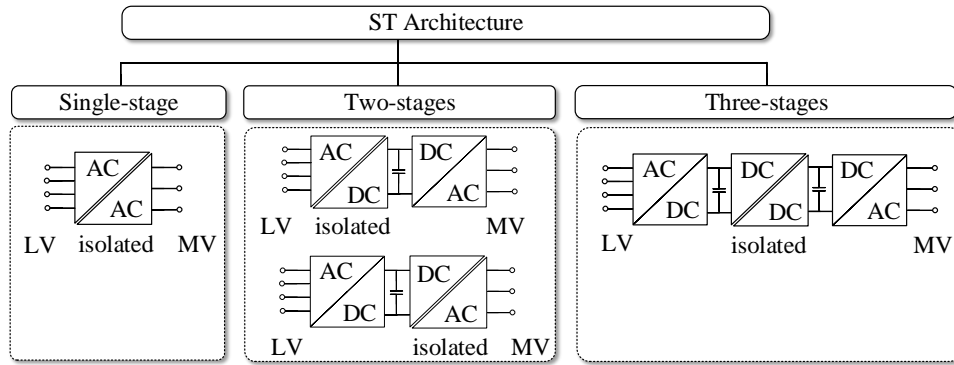 ST Architecture
Single-stage
AC
AC
LV isolated MV
Two-stages
AC DC
DC AC
LV isolated MV
AC DC
DC AC
LV isolated MV
Three-stages
AC DC DC
DC DC AC
LV isolated MV